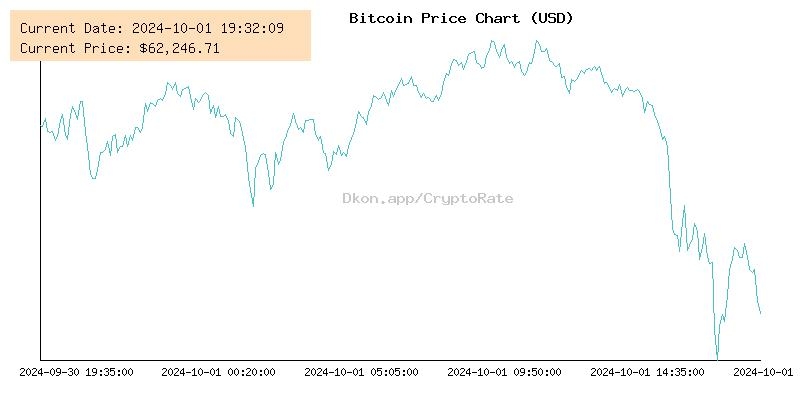 Bitcoin Price Chart (USD)
Current Date: 2024-10-01 19:32:09
Current Price: $62,246.71
Dkon.app/CryptoRate
2024-09-30 19:35:00 2024-10-01 00:20:00 2024-10-01 05:05:00 2024-10-01 09:50:00 2024-10-01 14:35:00 2024-10-01